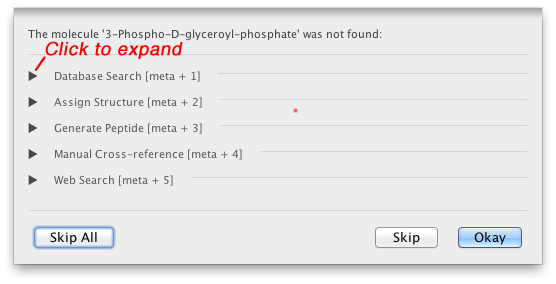 The molecule '3-Phospho-D-glyceroyl-phosphate' was not found:
Click to expand
Database Search [meta + 1]
Assign Structure [meta + 2]
Generate Peptide [meta + 3]
Manual Cross-reference [meta + 4]
Web Search [meta + 5]
Skip All
Skip
Okay